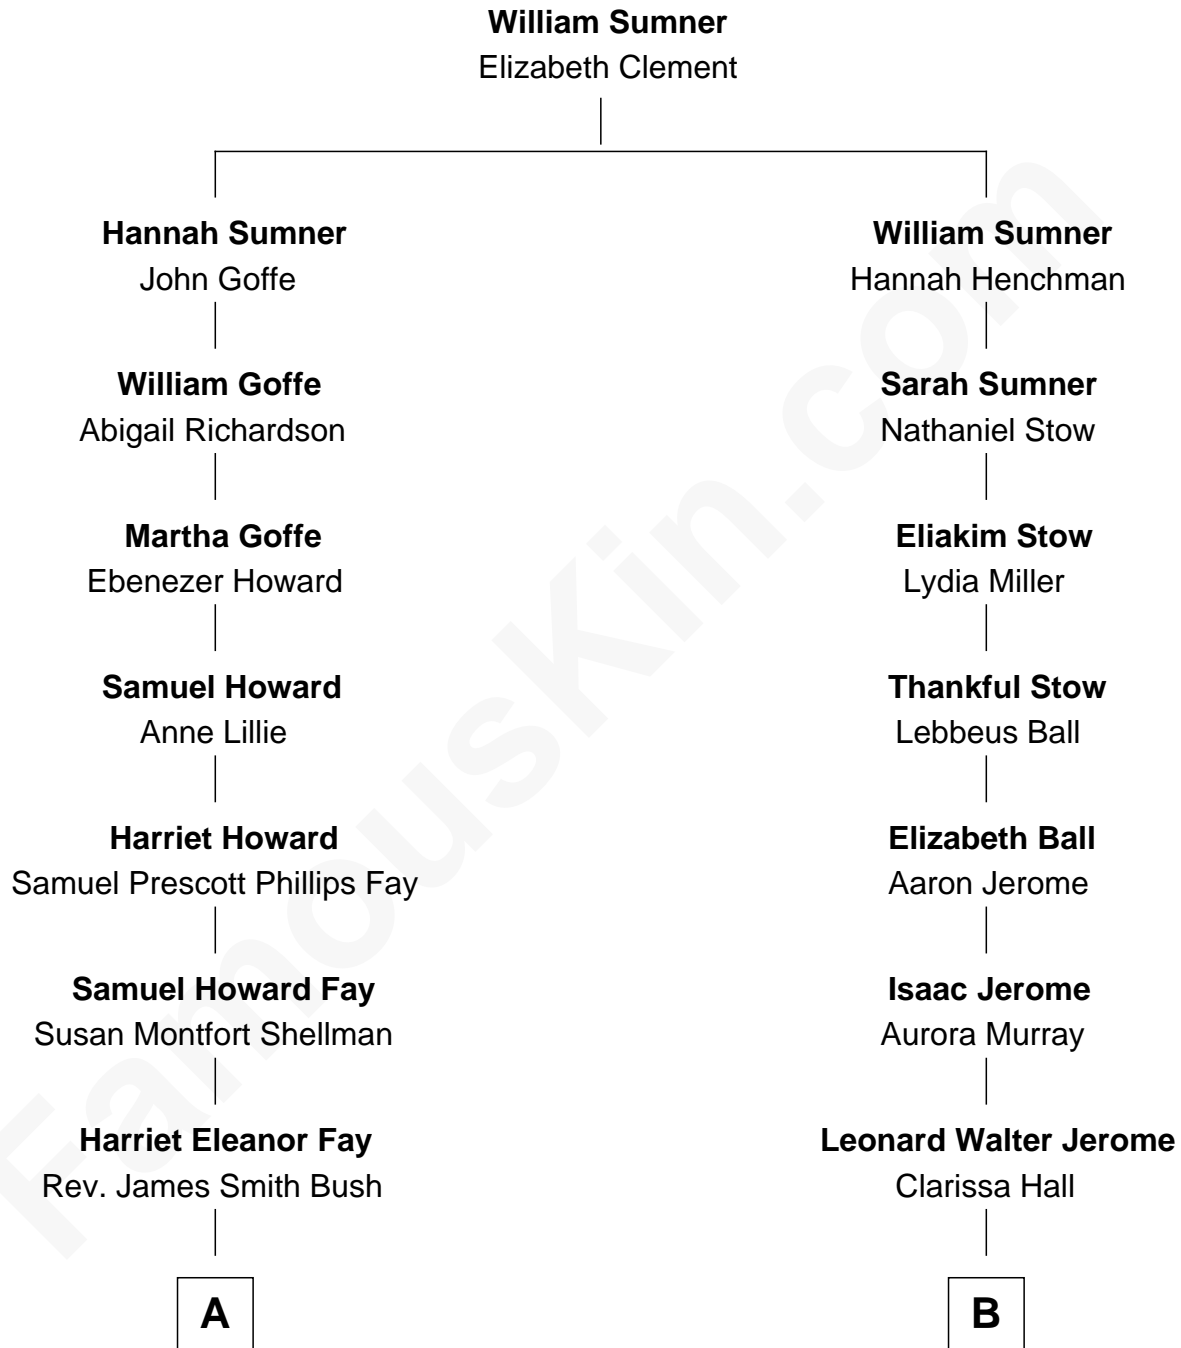 William Sumner
Elizabeth Clement
Hannah Sumner
John Goffe
William Sumner
Hannah Henchman
William Goffe
Abigail Richardson
Sarah Sumner
Nathaniel Stow
Martha Goffe
Ebenezer Howard
Eliakim Stow
Lydia Miller
Samuel Howard
Anne Lillie
Thankful Stow
Lebbeus Ball
Harriet Howard
Samuel Prescott Phillips Fay
Elizabeth Ball
Aaron Jerome
Samuel Howard Fay
Susan Montfort Shellman
Isaac Jerome
Aurora Murray
Harriet Eleanor Fay
Rev. James Smith Bush
Leonard Walter Jerome
Clarissa Hall
A
B
FamousKin.com